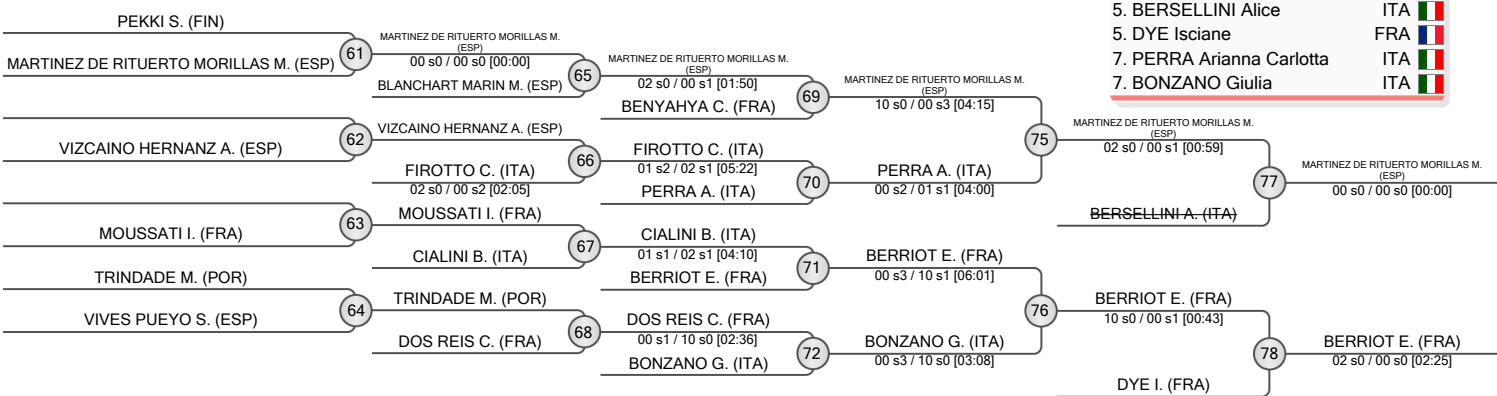 PEKKI S. (FIN)
61
MARTINEZ DE RITUERTO MORILLAS M. (ESP)
62
VIZCAINO HERNANZ A. (ESP)
63
MOUSSATI I. (FRA)
TRINDADE M. (POR)
64
VIVES PUEYO S. (ESP)
MARTINEZ DE RITUERTO MORILLAS M.
(ESP)
00 s0 / 00 s0 [00:00]
65
BLANCHART MARIN M. (ESP)
VIZCAINO HERNANZ A. (ESP)
66
FIROTTO C. (ITA)
02 s0 / 00 s2 [02:05]
MOUSSATI I. (FRA)
67
CIALINI B. (ITA)
TRINDADE M. (POR)
68
DOS REIS C. (FRA)
MARTINEZ DE RITUERTO MORILLAS M.
(ESP)
02 s0 / 00 s1 [01:50]
69
BENYAHYA C. (FRA)
FIROTTO C. (ITA)
01 s2 / 02 s1 [05:22]
70
PERRA A. (ITA)
CIALINI B. (ITA)
01 s1 / 02 s1 [04:10]
71
BERRIOT E. (FRA)
DOS REIS C. (FRA)
00 s1 / 10 s0 [02:36]
72
BONZANO G. (ITA)
MARTINEZ DE RITUERTO MORILLAS M.
(ESP)
10 s0 / 00 s3 [04:15]
75
PERRA A. (ITA)
00 s2 / 01 s1 [04:00]
BERRIOT E. (FRA)
00 s3 / 10 s1 [06:01]
76
BONZANO G. (ITA)
00 s3 / 10 s0 [03:08]
MARTINEZ DE RITUERTO MORILLAS M.
(ESP)
02 s0 / 00 s1 [00:59]
77
BERSELLINI A. (ITA)
BERRIOT E. (FRA)
10 s0 / 00 s1 [00:43]
78
DYE I. (FRA)
MARTINEZ DE RITUERTO MORILLAS M.
(ESP)
00 s0 / 00 s0 [00:00]
BERRIOT E. (FRA)
02 s0 / 00 s0 [02:25]
5. BERSELLINI Alice ITA
5. DYE Isciane FRA
7. PERRA Arianna Carlotta ITA
7. BONZANO Giulia ITA